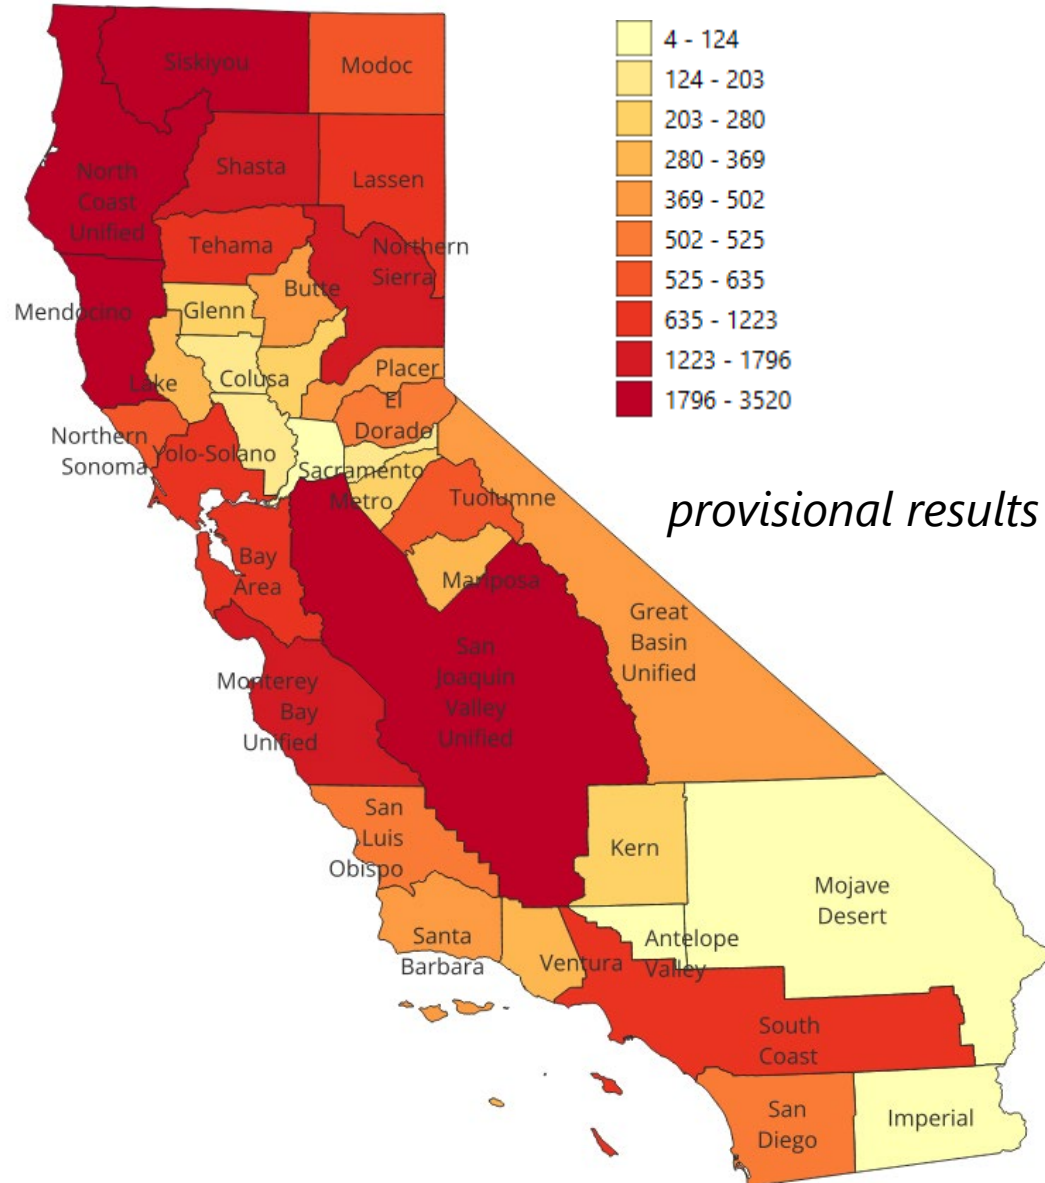 4 - 124
124 - 203
203 - 280
280 - 369
369 - 502
502 - 525
525 - 635
635 - 1223
1223 - 1796
1796 - 3520
provisional results
Siskiyou
Modoc
North
Coast
Unified
Shasta
Lassen
Tehama
Northern
Sierra
Mendocino
Glenn
Butte
Lake
Colusa
Placer
El
Dorado
Northern
Sonoma
Yolo-Solano
Sacramento
Metro
Tuolumne
Bay
Area
Mariposa
Great
Basin
Unified
San
Joaquin
Valley
Unified
Monterey
Bay
Unified
San
Luis
Obispo
Kern
Mojave
Desert
Santa
Barbara
Ventura
Antelope
Valley
South
Coast
San
Diego
Imperial